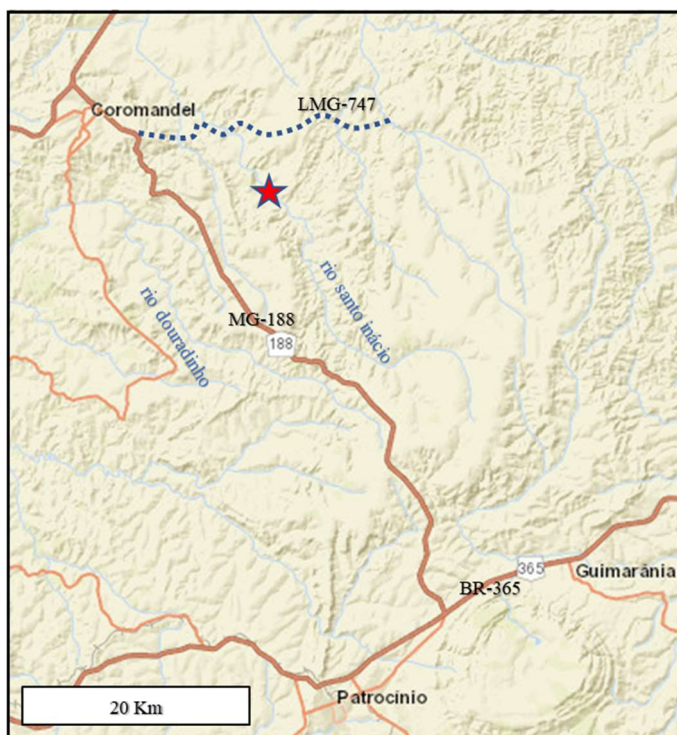 LMG-747
Coromandel
rio santo inácio
rio douradinho
MG-188
188
365
Guimarânia
BR-365
Patrocínio
20 Km